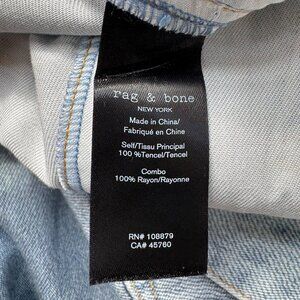 rag & bone
NEW YORK
Made in China/
Fabriqué en Chine
Self/Tissu Principal
100 %Tencel/Tencel
Combo
100% Rayon/Rayonne
RN# 108879
CA# 45760